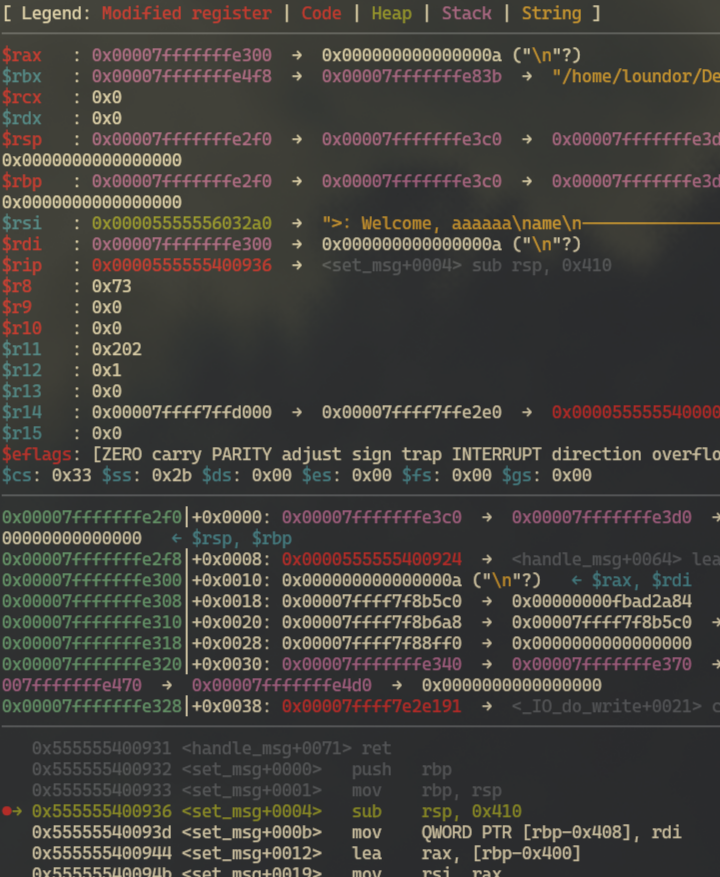 [ Legend: Modified register | Code | Heap | Stack | String ]
$rax   : 0x00007fffffffe300  →  0x000000000000000a ("\n"?)
$rbx   : 0x00007fffffffe4f8  →  0x00007fffffffe83b  →  "/home/loundor/De
$rcx   : 0x0
$rdx   : 0x0
$rsp   : 0x00007fffffffe2f0  →  0x00007fffffffe3c0  →  0x00007fffffffe3d
0x0000000000000000
$rbp   : 0x00007fffffffe2f0  →  0x00007fffffffe3c0  →  0x00007fffffffe3d
0x0000000000000000
$rsi   : 0x00005555556032a0  →  ">: Welcome, aaaaaa\name\n
$rdi   : 0x00007fffffffe300  →  0x000000000000000a ("\n"?)
$rip   : 0x0000555555400936  →  <set_msg+0004> sub rsp, 0x410
$r8    : 0x73
$r9    : 0x0
$r10   : 0x0
$r11   : 0x202
$r12   : 0x1
$r13   : 0x0
$r14   : 0x00007ffff7ffd000  →  0x00007ffff7ffe2e0  →  0x000055555540000
$r15   : 0x0
$eflags: [ZERO carry PARITY adjust sign trap INTERRUPT direction overflo
$cs: 0x33 $ss: 0x2b $ds: 0x00 $es: 0x00 $fs: 0x00 $gs: 0x00
0x00007fffffffe2f0│+0x0000: 0x00007fffffffe3c0  →  0x00007fffffffe3d0  →
00000000000000   ← $rsp, $rbp
0x00007fffffffe2f8│+0x0008: 0x0000555555400924  →  <handle_msg+0064> lea
0x00007fffffffe300│+0x0010: 0x000000000000000a ("\n"?)   ← $rax, $rdi
0x00007fffffffe308│+0x0018: 0x00007ffff7f8b5c0  →  0x00000000fbad2a84
0x00007fffffffe310│+0x0020: 0x00007ffff7f8b6a8  →  0x00007ffff7f8b5c0  →
0x00007fffffffe318│+0x0028: 0x00007ffff7f88ff0  →  0x0000000000000000
0x00007fffffffe320│+0x0030: 0x00007fffffffe340  →  0x00007fffffffe370  →
007fffffffe470  →  0x00007fffffffe4d0  →  0x0000000000000000
0x00007fffffffe328│+0x0038: 0x00007ffff7e2e191  →  <_IO_do_write+0021> c
0x555555400931 <handle_msg+0071> ret
0x555555400932 <set_msg+0000>   push   rbp
0x555555400933 <set_msg+0001>   mov    rbp, rsp
●→ 0x555555400936 <set_msg+0004>   sub    rsp, 0x410
0x55555540093d <set_msg+000b>   mov    QWORD PTR [rbp-0x408], rdi
0x555555400944 <set_msg+0012>   lea    rax, [rbp-0x400]
0x55555540094b <set_msg+0019>   mov    rsi, rax